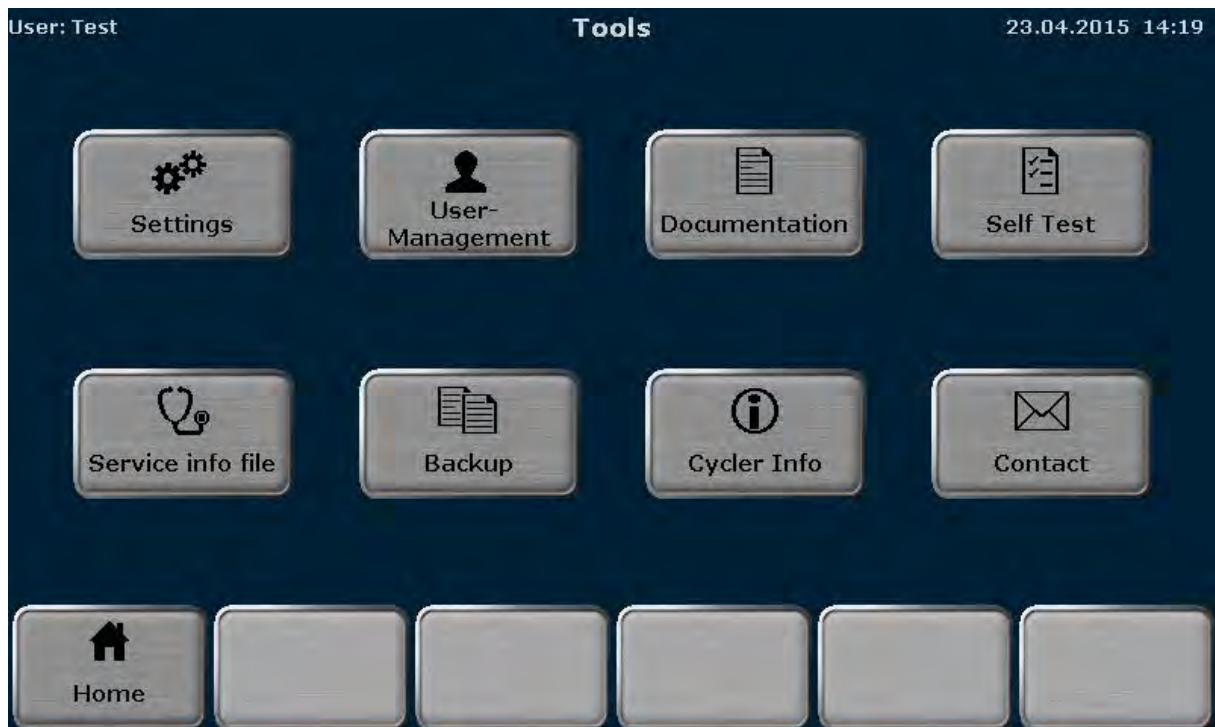 User: Test
Tools
23.04.2015 14:19
Settings
User-
Management
Documentation
Self Test
Service info file
Backup
Cycler Info
Contact
Home